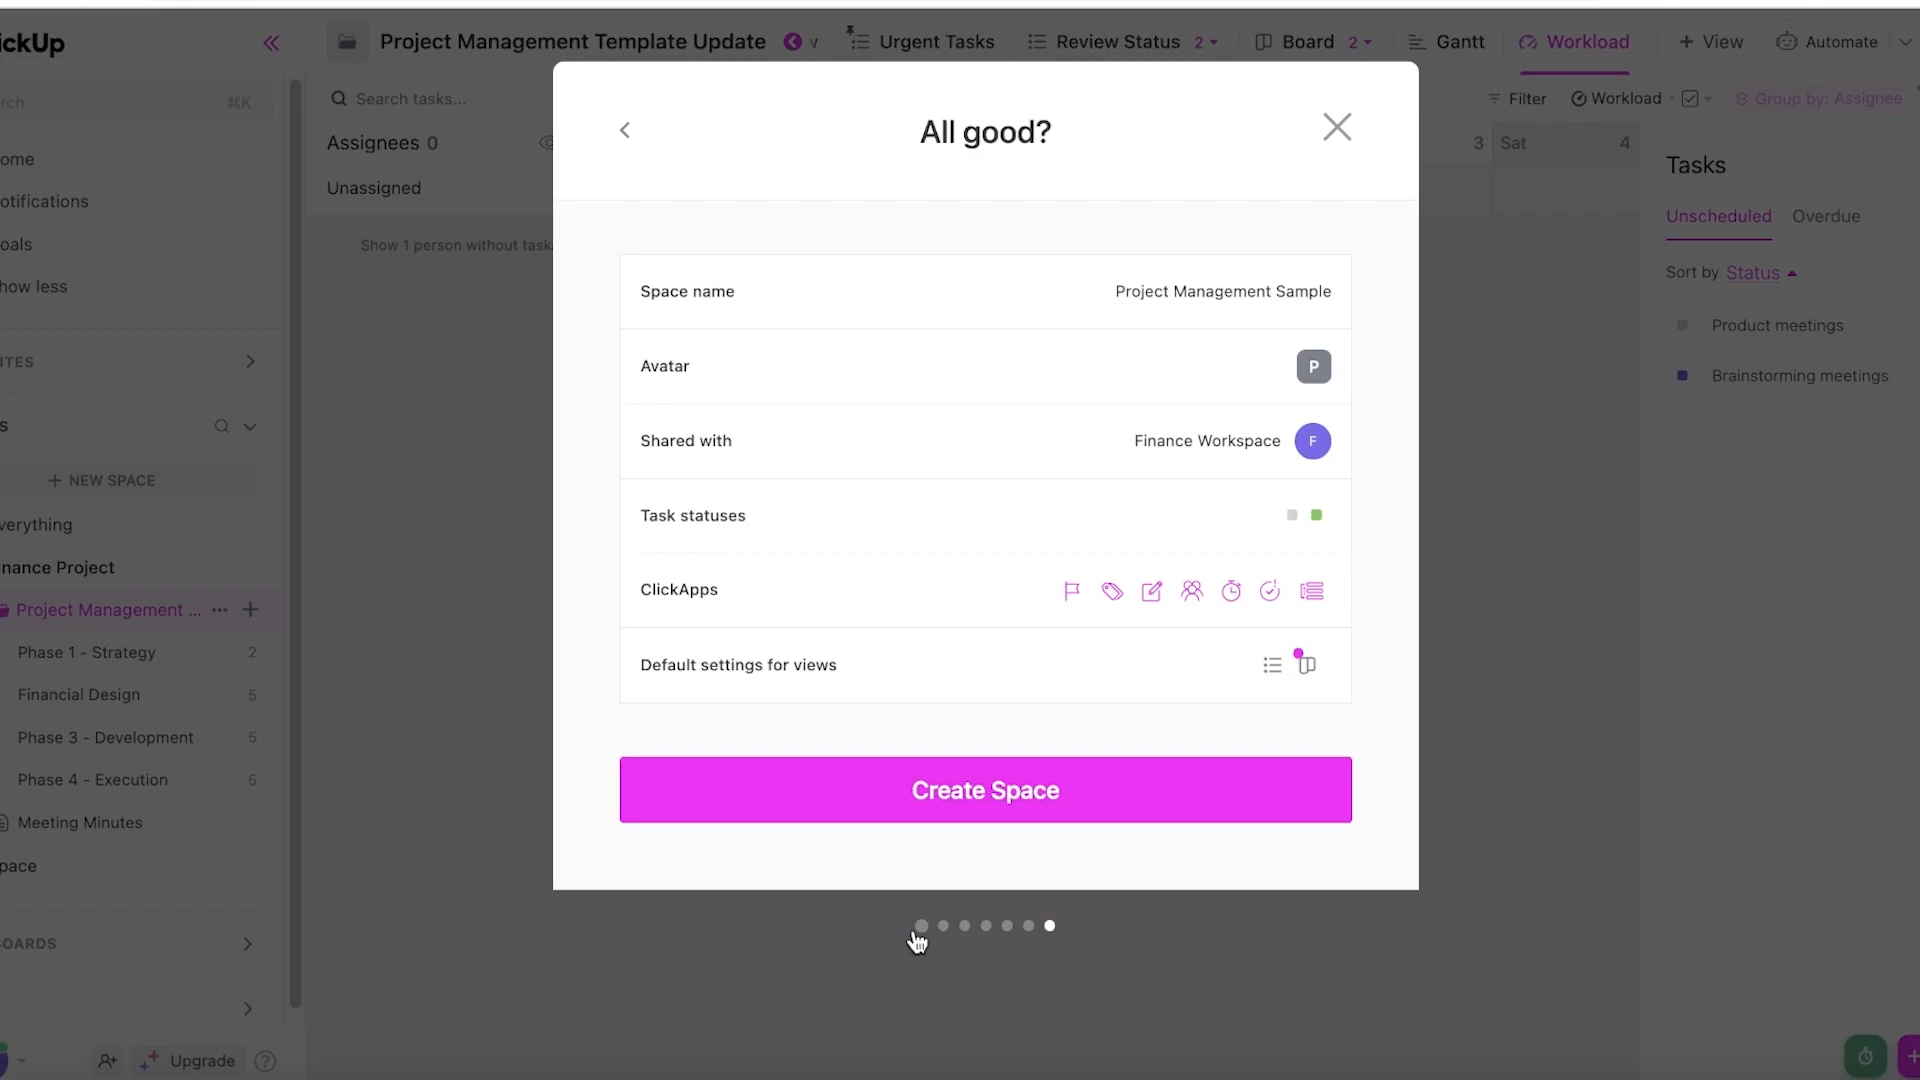 ickUp
Project Management Template Update
Urgent Tasks
Review Status 2
Board 2
Gantt
Workload
+ View
Automate
rch
⌘K
Search tasks...
Filter
Workload
Group by: Assignee
Assignees 0
3
Sat
4
Unassigned
Show 1 person without task
ome
otifications
oals
how less
ITES
S
+ NEW SPACE
verything
nance Project
Project Management ...
Phase 1 - Strategy 2
Financial Design 5
Phase 3 - Development 5
Phase 4 - Execution 5
Meeting Minutes
pace
BOARDS
Upgrade
?
All good?
Space name
Project Management Sample
Avatar
P
Shared with
Finance Workspace
F
Task statuses
ClickApps
Default settings for views
Create Space
Tasks
Unscheduled
Overdue
Sort by Status
Product meetings
Brainstorming meetings